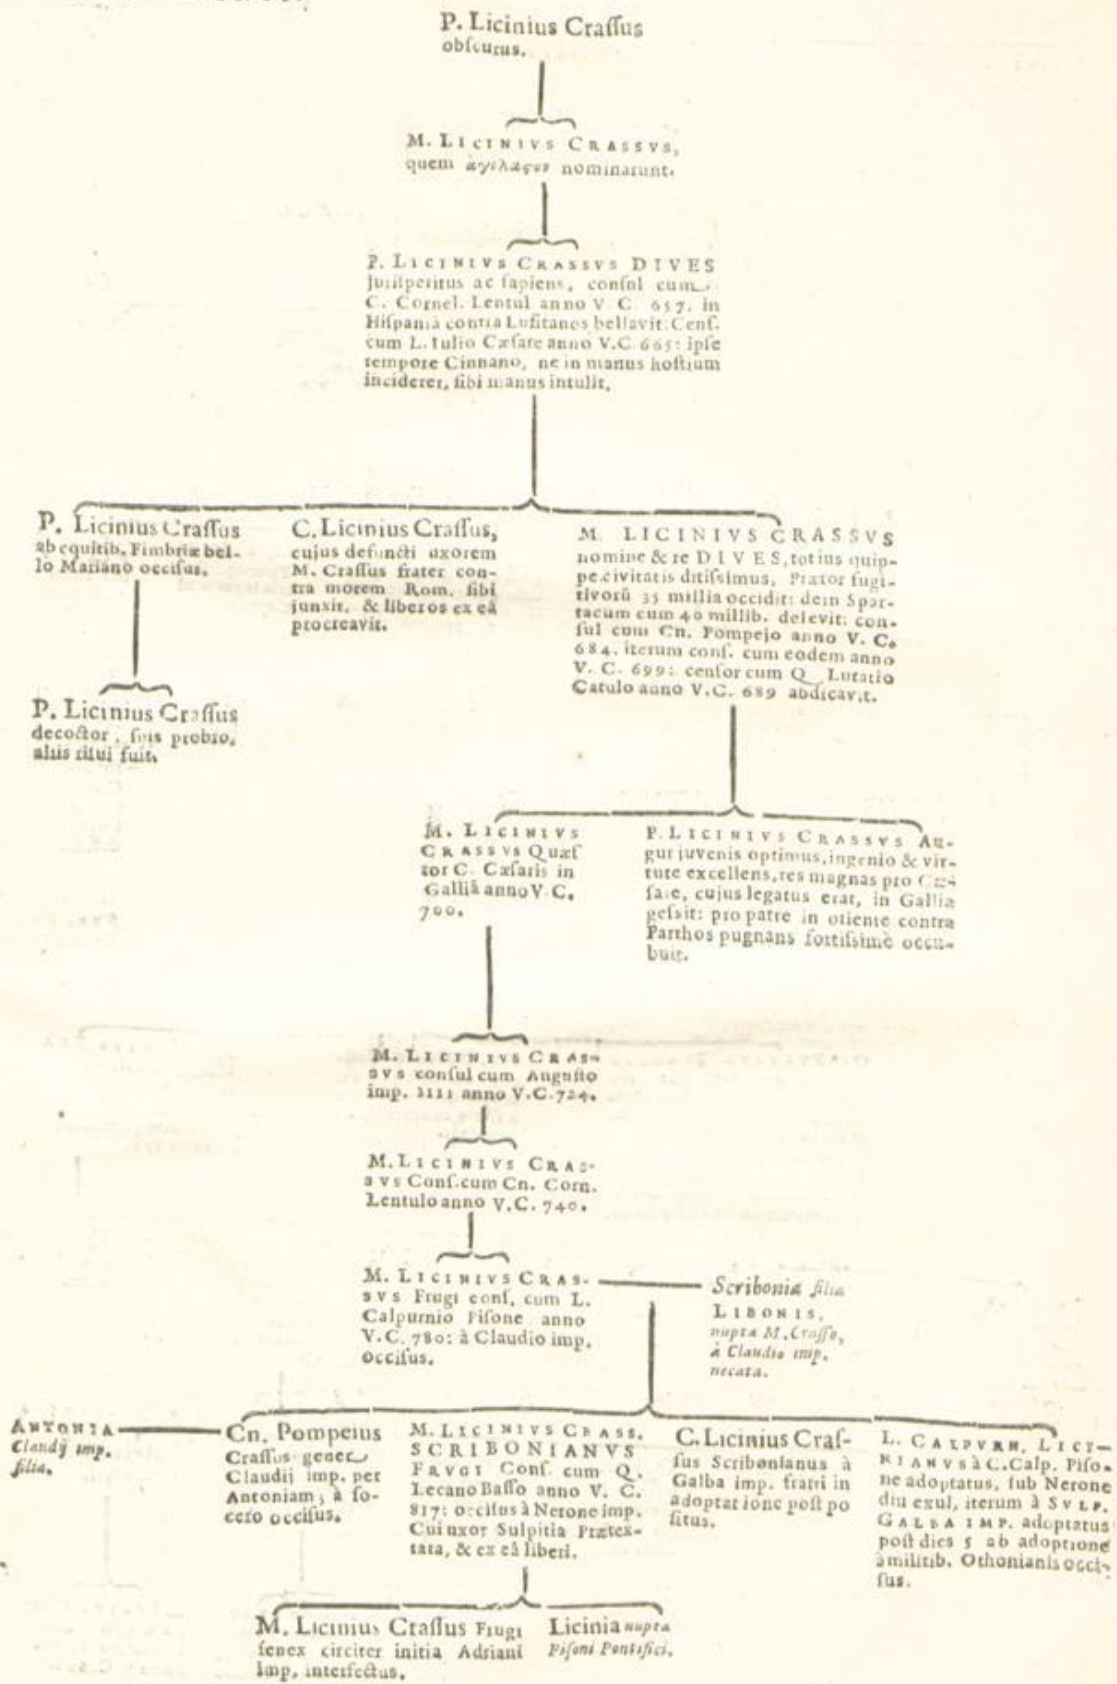 P. Licinius Craſſus
obſcurus.
M. LICINIVS CRASSVS,
quem ἀγέλαςον nominarunt.
P. LICINIVS CRASSVS DIVES
juriſperitus ac ſapiens, conſul cum
C. Cornel. Lentul anno V. C. 657. in
Hiſpaniâ contra Luſitanos bellavit: Cenſ.
cum L. Iulio Cæſare anno V.C. 665: ipſe
tempore Cinnano, ne in manus hoſtium
incideret, ſibi manus intulit.
P. Licinius Craſſus
ab equitib. Fimbriæ bel-
lo Mariano occiſus.
C. Licinius Craſſus,
cujus defuncti uxorem
M. Craſſus frater con-
tra morem Rom. ſibi
junxit, & liberos ex eâ
procreavit.
M. LICINIVS CRASSVS
nomine & re DIVES, totius quip-
pe civitatis ditiſſimus, Prætor fugi-
tivorũ 35 millia occidit: dein Spar-
tacum cum 40 millib. delevit: con-
ſul cum Cn. Pompejo anno V. C.
684. iterum conſ. cum eodem anno
V. C. 699: cenſor cum Q. Lutatio
Catulo anno V.C. 689 abdicavit.
P. Licinius Craſſus
decoctor, ſuis probro,
aliis riſui fuit.
M. LICINIVS
CRASSVS Quæſ
tor C. Cæſaris in
Galliâ anno V. C.
700.
P. LICINIVS CRASSVS Au-
gur juvenis optimus, ingenio & vir-
tute excellens, res magnas pro Cæ-
ſare, cujus legatus erat, in Gallia
geſsit: pro patre in oriente contra
Parthos pugnans fortiſsimè occu-
buit.
M. LICINIVS CRAS-
SVS conſul cum Auguſto
imp. IIII anno V.C. 724.
M. LICINIVS CRAS-
SVS Conſ. cum Cn. Corn.
Lentulo anno V.C. 740.
M. LICINIVS CRAS-
SVS Frugi conſ. cum L.
Calpurnio Piſone anno
V.C. 780: à Claudio imp.
occiſus.
Scribonia filia
LIBONIS,
nupta M. Craſſo,
à Claudio imp.
necata.
ANTONIA
Claudij imp.
filia.
Cn. Pompeius
Craſſus gener
Claudii imp. per
Antoniam, à ſo-
cero occiſus.
M. LICINIVS CRASS.
SCRIBONIANVS
FRVGI Conſ. cum Q.
Lecano Baſſo anno V. C.
817: occiſus à Nerone imp.
Cui uxor Sulpitia Prætex-
tata, & ex eâ liberi.
C. Licinius Craſ-
ſus Scribonianus à
Galba imp. fratri in
adoptatione poſt po
ſitus.
L. CALPVRN. LICI-
NIANVS à C. Calp. Piſo-
ne adoptatus, ſub Nerone
diu exul, iterum à SVLP.
GALBA IMP. adoptatus
poſt dies 5 ab adoptione
à militib. Othonianis occi-
ſus.
M. Licinius Craſſus Frugi
ſenex circiter initia Adriani
imp. interfectus.
Licinia nupta
Piſoni Pontifici.